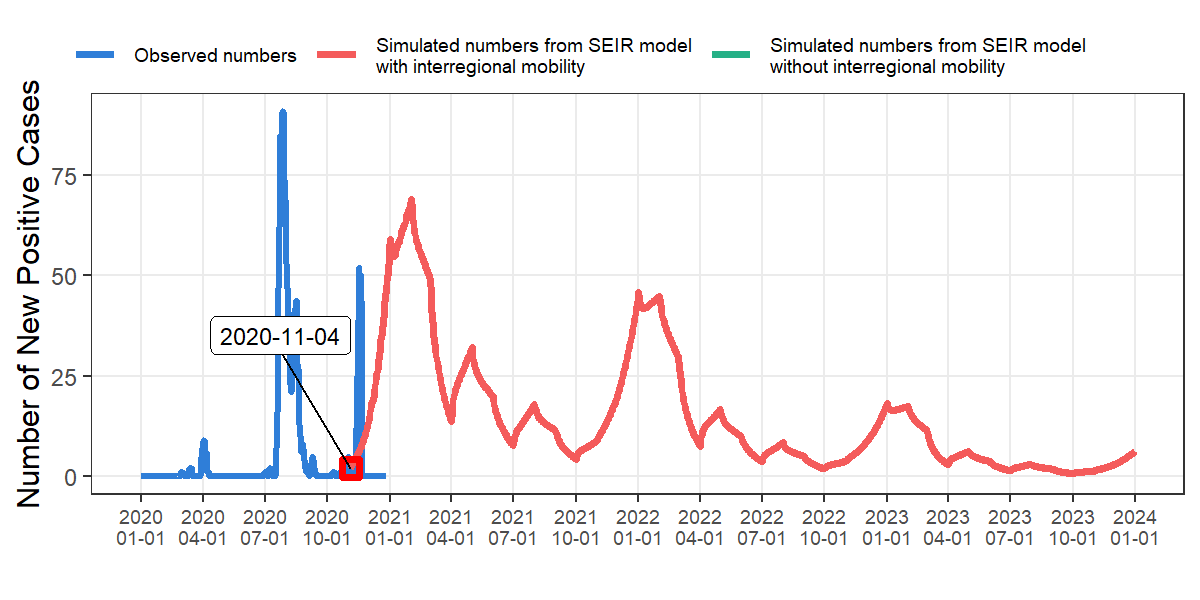 Observed numbers
Simulated numbers from SEIR model
with interregional mobility
Simulated numbers from SEIR model
without interregional mobility
Number of New Positive Cases
75
50
25
0
2020-11-04
2020 2020 2020 2020 2021 2021 2021 2021 2022 2022 2022 2022 2023 2023 2023 2023 2024
01-01 04-01 07-01 10-01 01-01 04-01 07-01 10-01 01-01 04-01 07-01 10-01 01-01 04-01 07-01 10-01 01-01